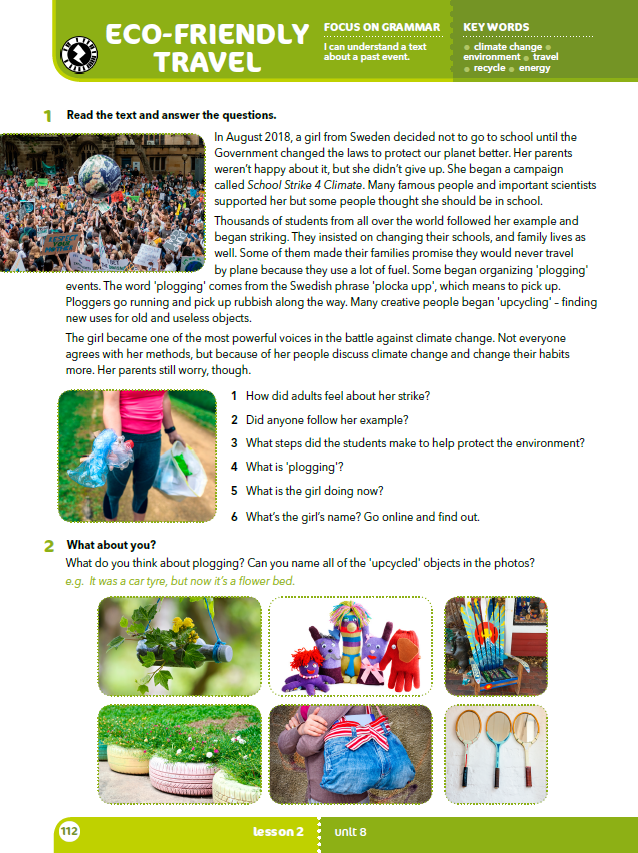 ECO-FRIENDLY
TRAVEL
FOCUS ON GRAMMAR
I can understand a text
about a past event.
KEY WORDS
climate change
environment travel
recycle energy
1 Read the text and answer the questions.
In August 2018, a girl from Sweden decided not to go to school until the
Government changed the laws to protect our planet better. Her parents
weren't happy about it, but she didn't give up. She began a campaign
called School Strike 4 Climate. Many famous people and important scientists
supported her but some people thought she should be in school.
Thousands of students from all over the world followed her example and
began striking. They insisted on changing their schools, and family lives as
well. Some of them made their families promise they would never travel
by plane because they use a lot of fuel. Some began organizing 'plogging'
events. The word 'plogging' comes from the Swedish phrase 'plocka upp', which means to pick up.
Ploggers go running and pick up rubbish along the way. Many creative people began 'upcycling' – finding
new uses for old and useless objects.
The girl became one of the most powerful voices in the battle against climate change. Not everyone
agrees with her methods, but because of her people discuss climate change and change their habits
more. Her parents still worry, though.
1 How did adults feel about her strike?
2 Did anyone follow her example?
3 What steps did the students make to help protect the environment?
4 What is 'plogging'?
5 What is the girl doing now?
6 What's the girl's name? Go online and find out.
2 What about you?
What do you think about plogging? Can you name all of the 'upcycled' objects in the photos?
e.g. It was a car tyre, but now it's a flower bed.
112
lesson 2
unit 8